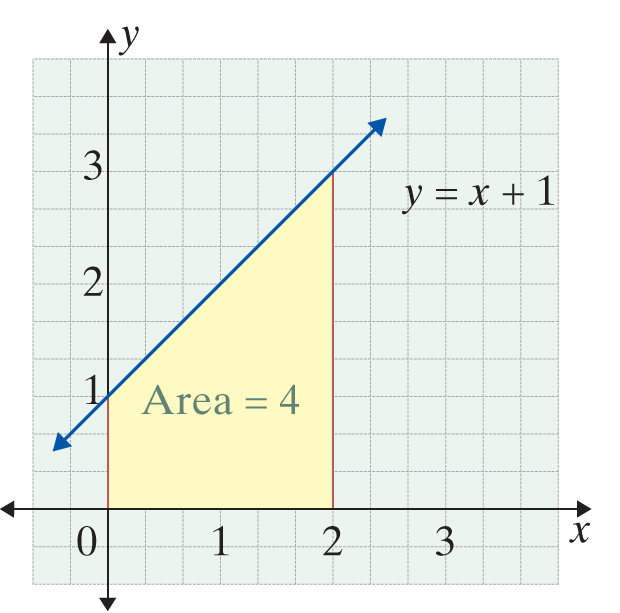 y
3
y = x + 1
2
1
Area = 4
0 1 2 3
x